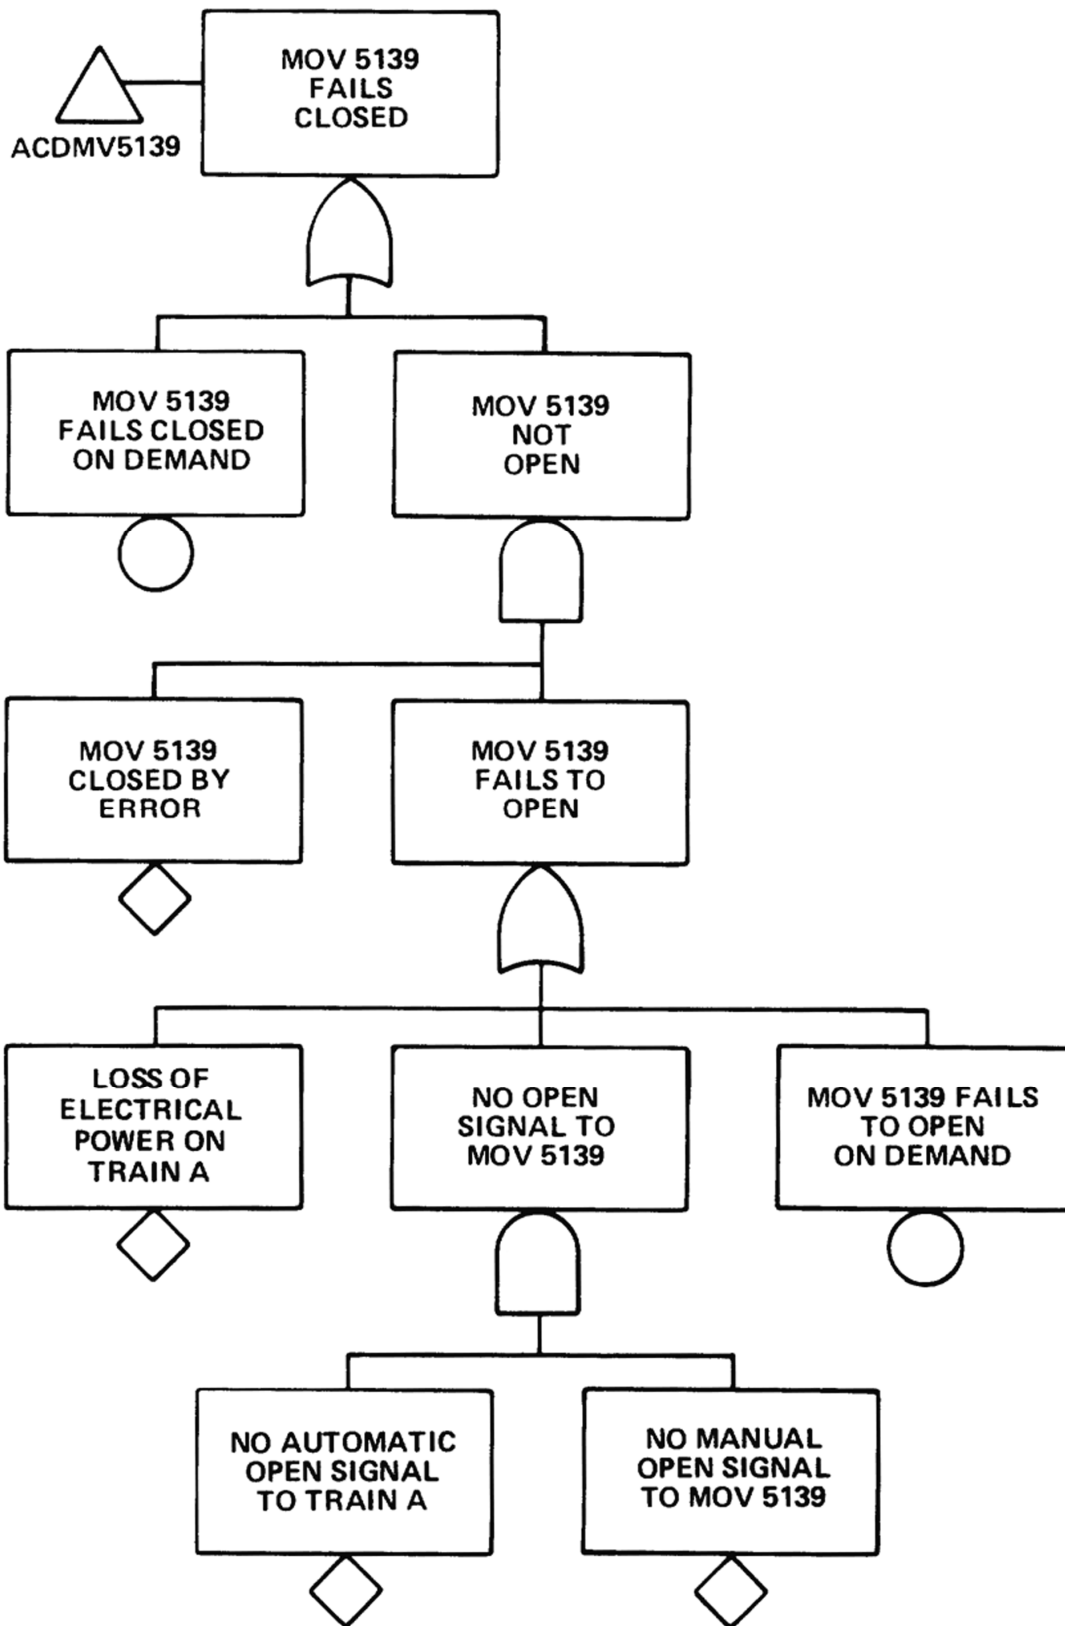 MOV 5139
FAILS
CLOSED
ACDMV5139
MOV 5139
FAILS CLOSED
ON DEMAND
MOV 5139
NOT
OPEN
MOV 5139
CLOSED BY
ERROR
MOV 5139
FAILS TO
OPEN
LOSS OF
ELECTRICAL
POWER ON
TRAIN A
NO OPEN
SIGNAL TO
MOV 5139
MOV 5139 FAILS
TO OPEN
ON DEMAND
NO AUTOMATIC
OPEN SIGNAL
TO TRAIN A
NO MANUAL
OPEN SIGNAL
TO MOV 5139